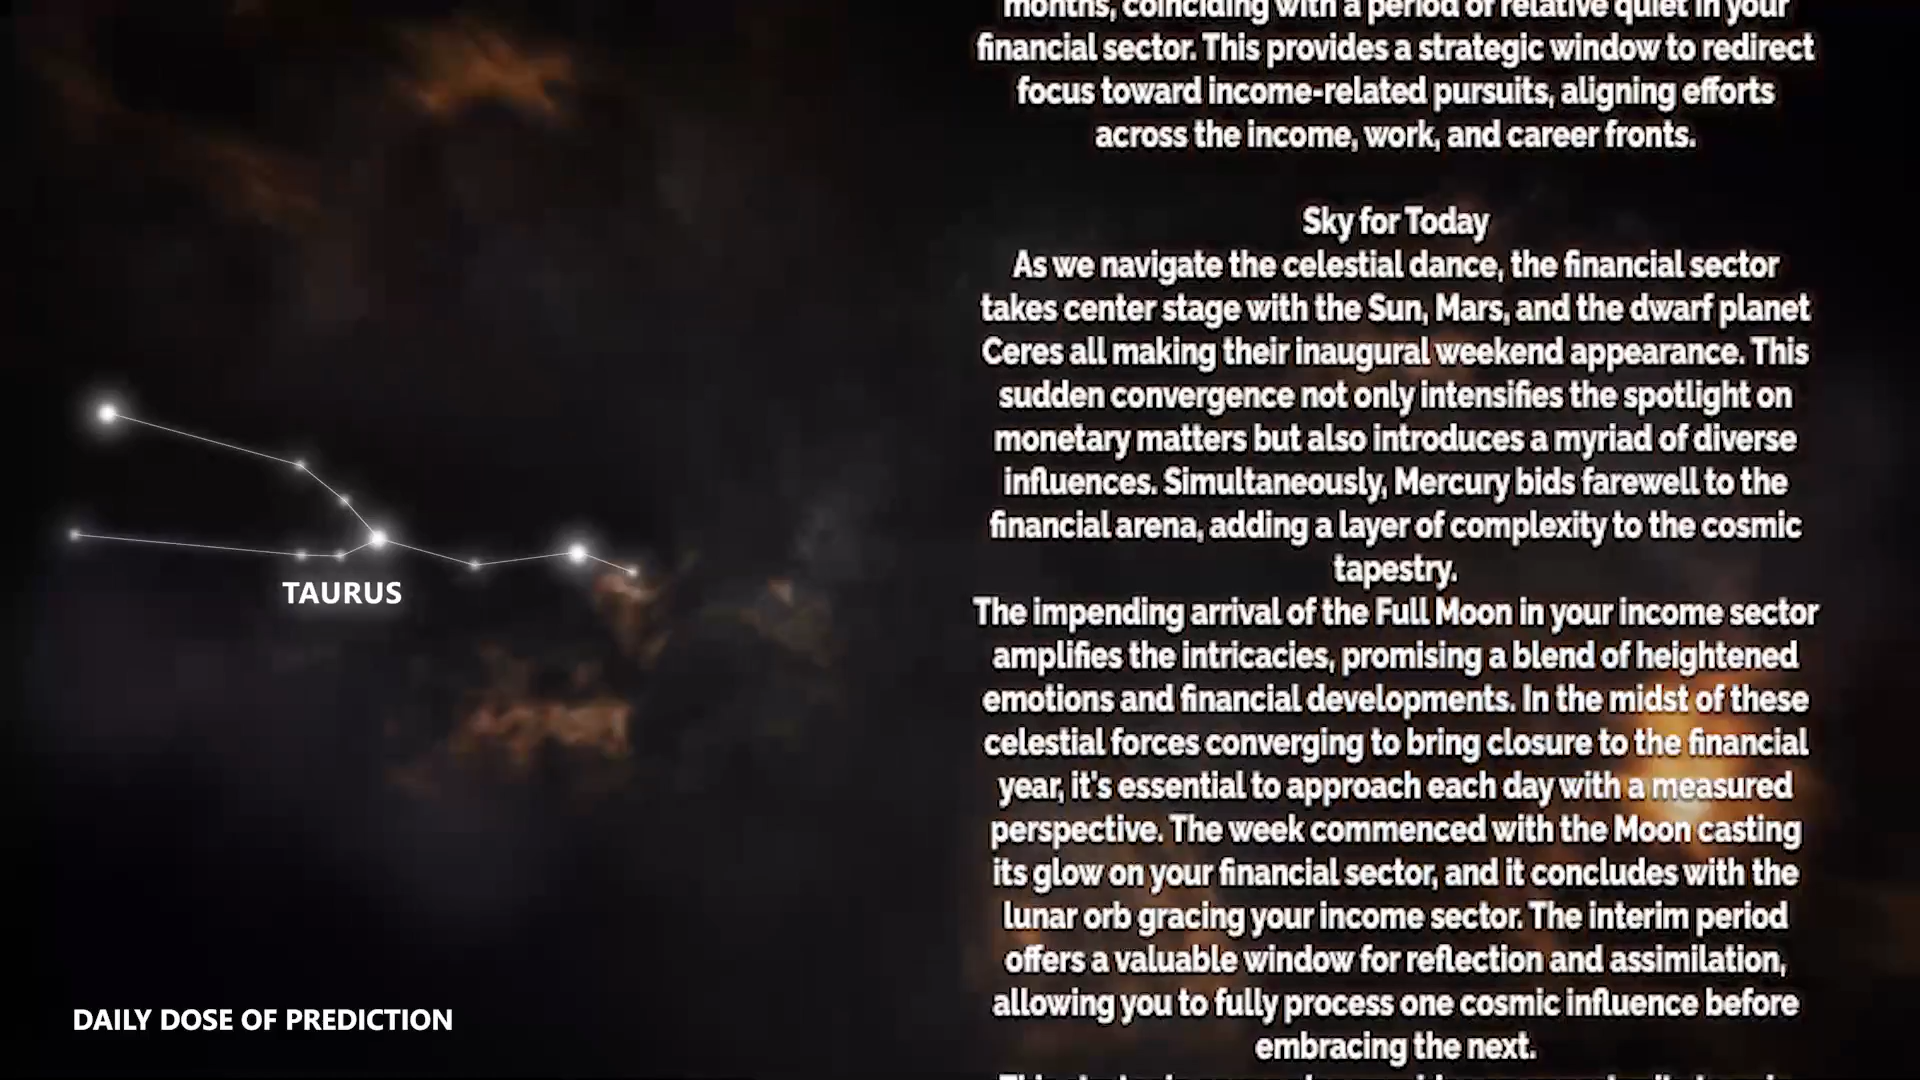 months, coinciding with a period of relative quiet in your
financial sector. This provides a strategic window to redirect
focus toward income-related pursuits, aligning efforts
across the income, work, and career fronts.
Sky for Today
As we navigate the celestial dance, the financial sector
takes center stage with the Sun, Mars, and the dwarf planet
Ceres all making their inaugural weekend appearance. This
sudden convergence not only intensifies the spotlight on
monetary matters but also introduces a myriad of diverse
influences. Simultaneously, Mercury bids farewell to the
financial arena, adding a layer of complexity to the cosmic
tapestry.
The impending arrival of the Full Moon in your income sector
amplifies the intricacies, promising a blend of heightened
emotions and financial developments. In the midst of these
celestial forces converging to bring closure to the financial
year, it's essential to approach each day with a measured
perspective. The week commenced with the Moon casting
its glow on your financial sector, and it concludes with the
lunar orb gracing your income sector. The interim period
offers a valuable window for reflection and assimilation,
allowing you to fully process one cosmic influence before
embracing the next.
TAURUS
DAILY DOSE OF PREDICTION